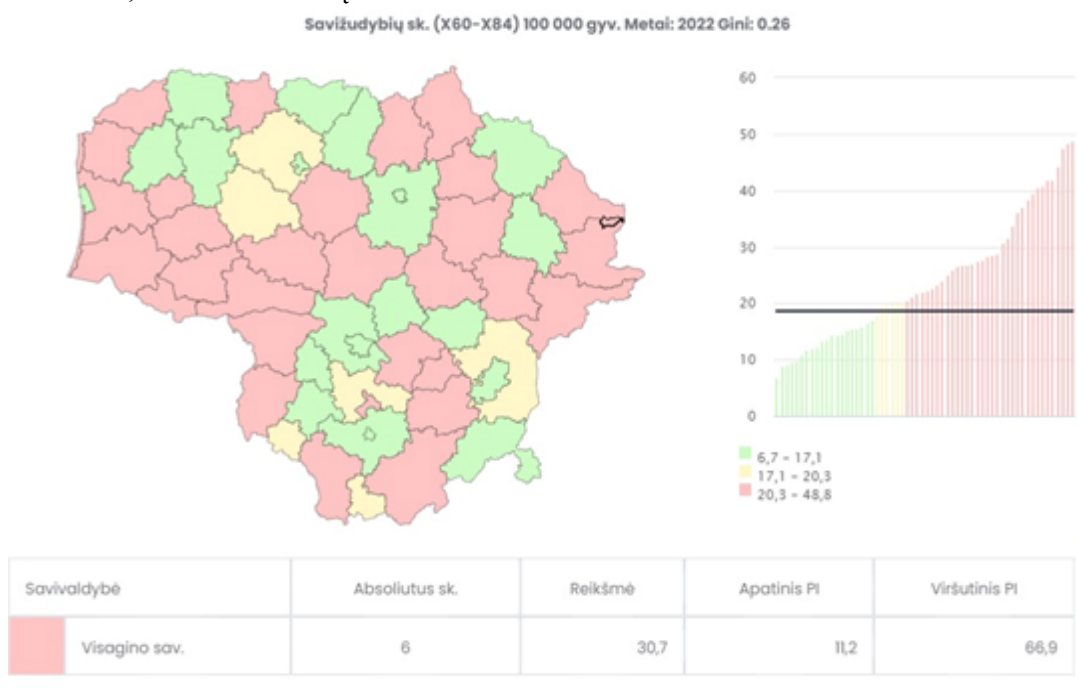 Savižudybių sk. (X60-X84) 100 000 gyv. Metai: 2022 Gini: 0.26
60
50
40
30
20
10
0
6,7 - 17,1
17,1 - 20,3
20,3 - 48,8
Savivaldybė Absoliutus sk. Reikšmė Apatinis PI Viršutinis PI
Visagino sav. 6 30,7 11,2 66,9